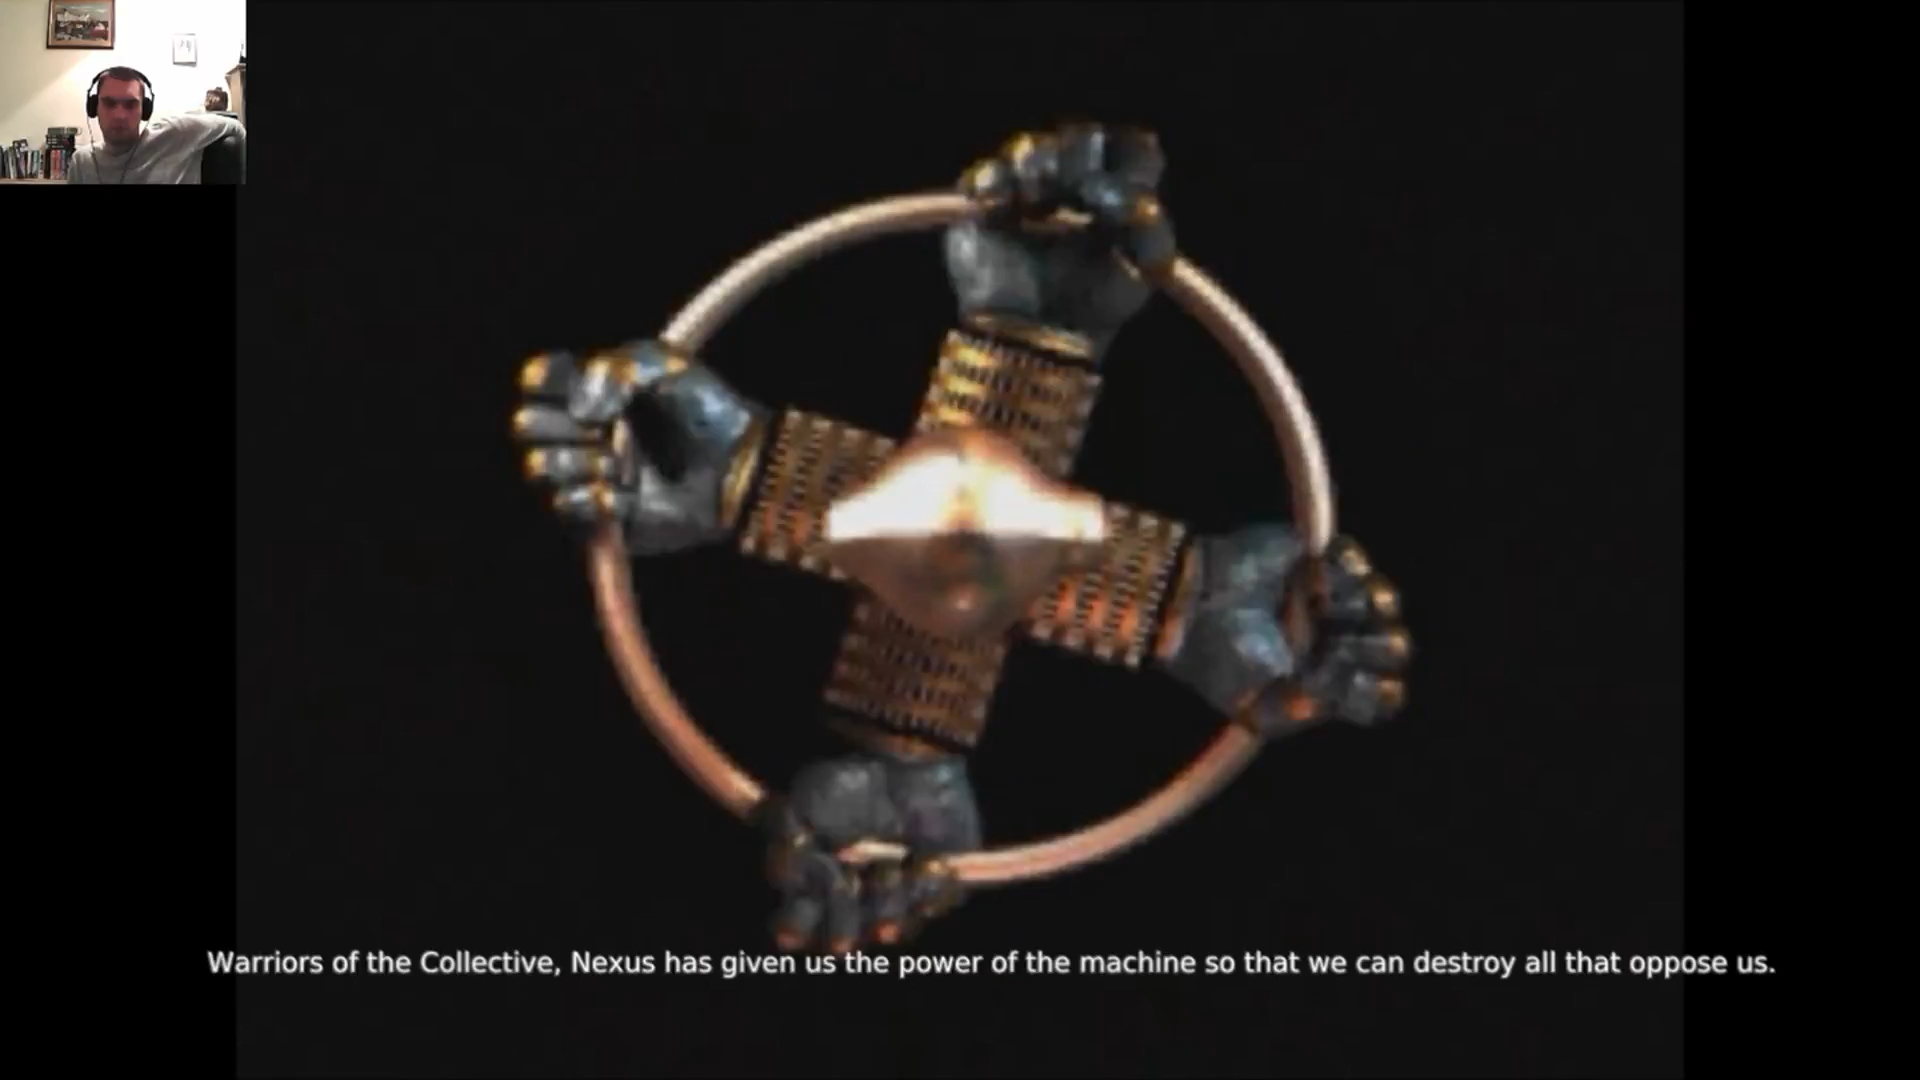 Warriors of the Collective, Nexus has given us the power of the machine so that we can destroy all that oppose us.